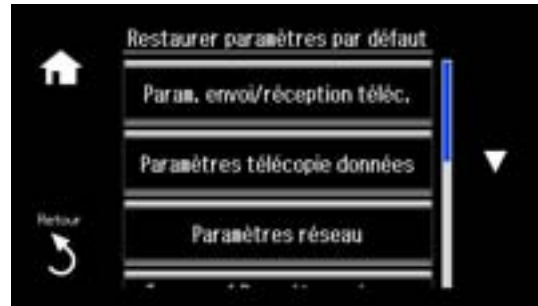 Restaurer paramètres par défaut
Param. envoi/réception téléc.
Paramètres télécopie données
Paramètres réseau
Retour